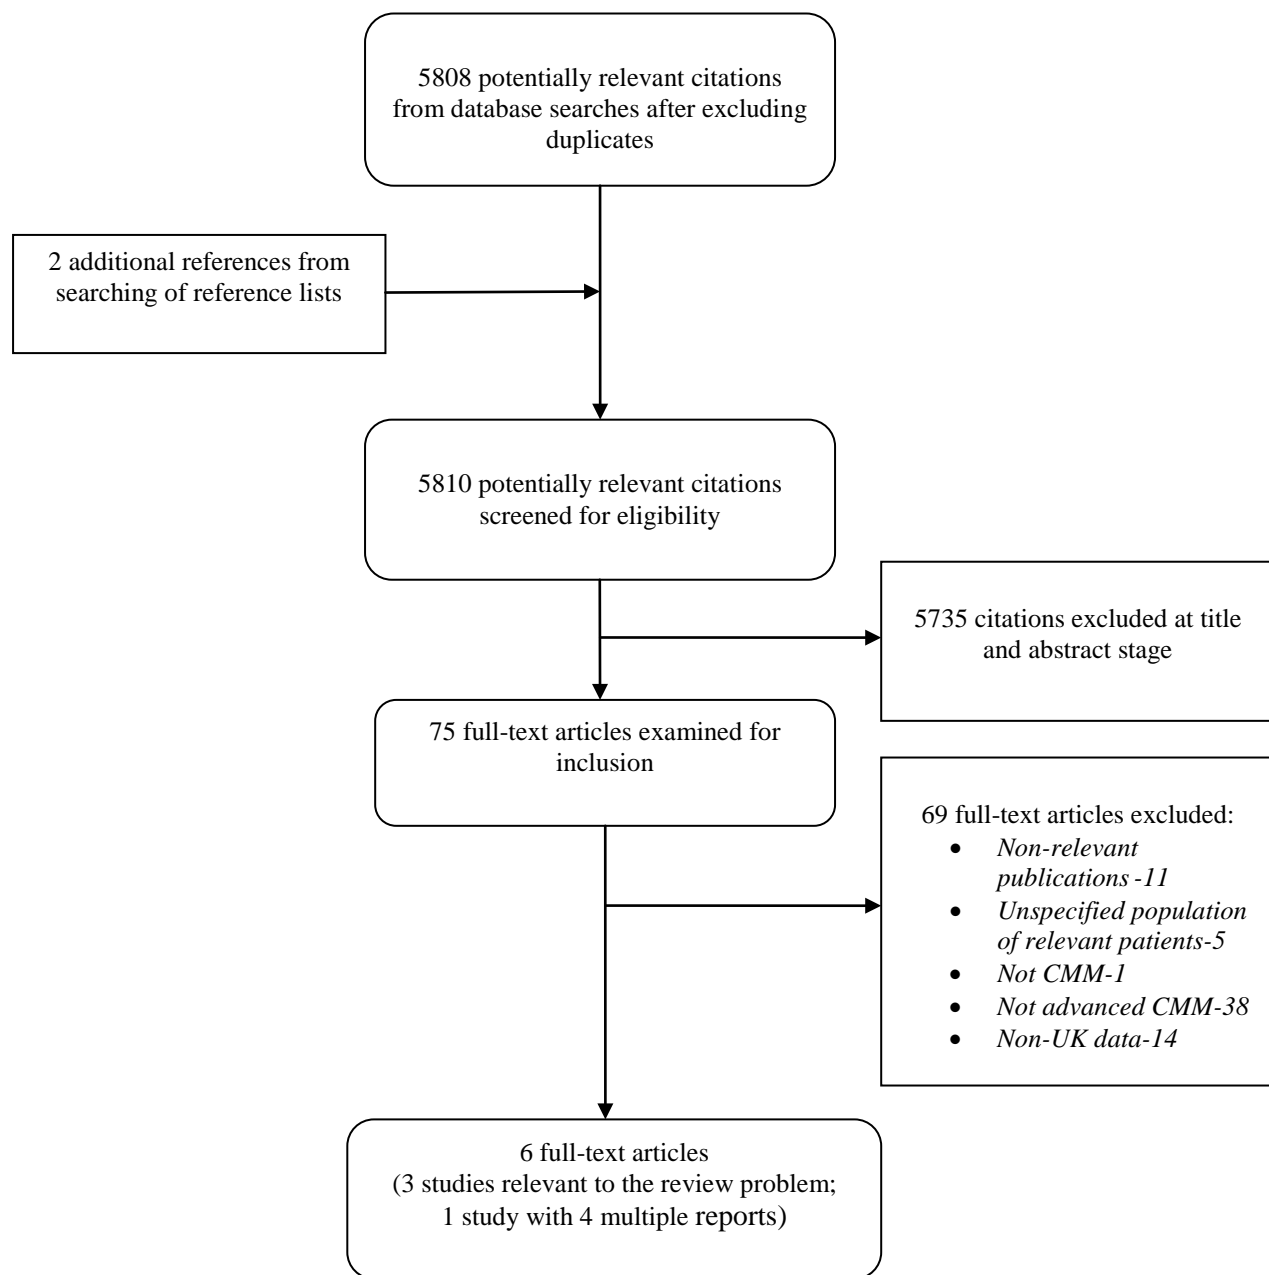 5808 potentially relevant citations
from database searches after excluding
duplicates
2 additional references from
searching of reference lists
5810 potentially relevant citations
screened for eligibility
5735 citations excluded at title
and abstract stage
75 full-text articles examined for
inclusion
69 full-text articles excluded:
• Non-relevant
publications -11
• Unspecified population
of relevant patients-5
• Not CMM-1
• Not advanced CMM-38
• Non-UK data-14
6 full-text articles
(3 studies relevant to the review problem;
1 study with 4 multiple reports)